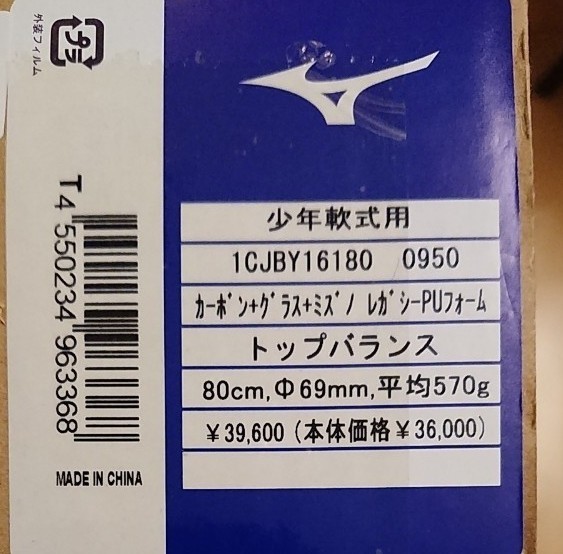 プラ
外装フィルム
T4 550234 963368
MADE IN CHINA
少年軟式用
1CJBY16180 0950
カーボン+グラス+ミズノ レガシーPUフォーム
トップバランス
80cm,Φ69mm,平均570g
￥39,600（本体価格￥36,000）